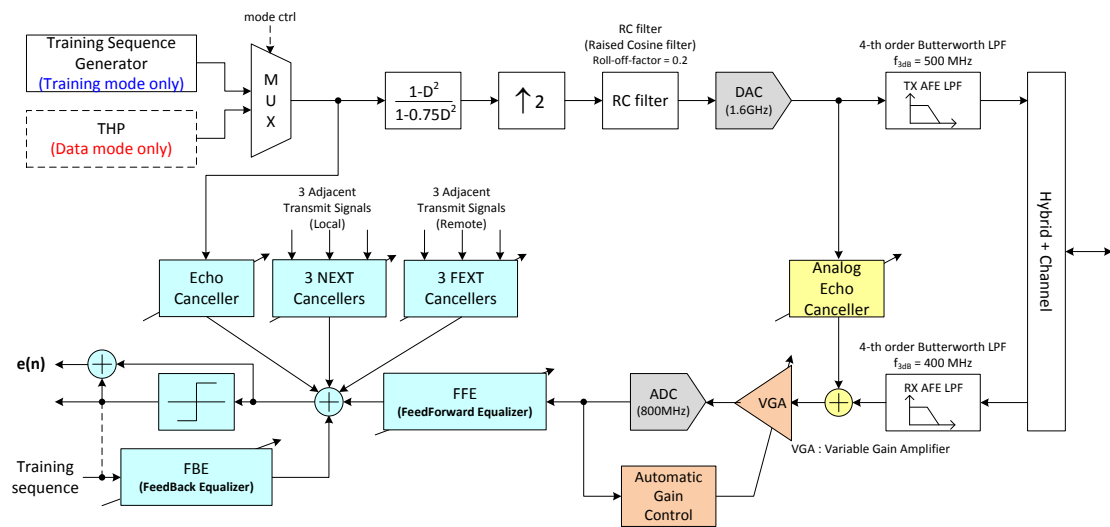 mode ctrl
Training Sequence
Generator
(Training mode only)
THP
(Data mode only)
M
U
X
1-D²
1-0.75D²
↑2
RC filter
(Raised Cosine filter)
Roll-off-factor = 0.2
RC filter
DAC
(1.6GHz)
4-th order Butterworth LPF
f3dB = 500 MHz
TX AFE LPF
Hybrid + Channel
3 Adjacent
Transmit Signals
(Local)
3 Adjacent
Transmit Signals
(Remote)
Echo
Canceller
3 NEXT
Cancellers
3 FEXT
Cancellers
Analog
Echo
Canceller
4-th order Butterworth LPF
f3dB = 400 MHz
RX AFE LPF
e(n)
FFE
(FeedForward Equalizer)
ADC
(800MHz)
VGA
VGA : Variable Gain Amplifier
Training
sequence
FBE
(FeedBack Equalizer)
Automatic
Gain
Control